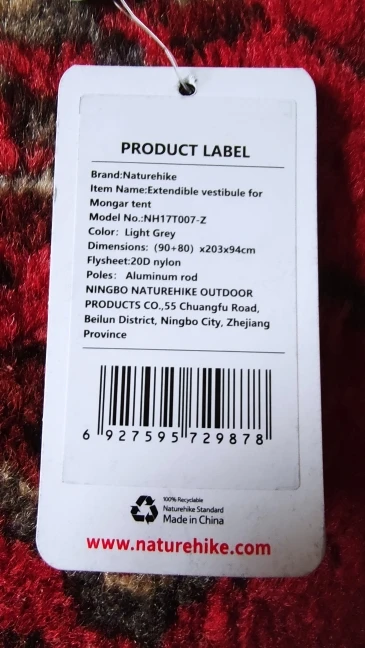 PRODUCT LABEL
Brand:Naturehike
Item Name:Extendible vestibule for
Mongar tent
Model No.:NH17T007-Z
Color: Light Grey
Dimensions: (90+80) x203x94cm
Flysheet:20D nylon
Poles: Aluminum rod
NINGBO NATUREHIKE OUTDOOR
PRODUCTS CO.,55 Chuangfu Road,
Beilun District, Ningbo City, Zhejiang
Province
6 927595 729878
100% Recyclable
Naturehike Standard
Made in China
www.naturehike.com